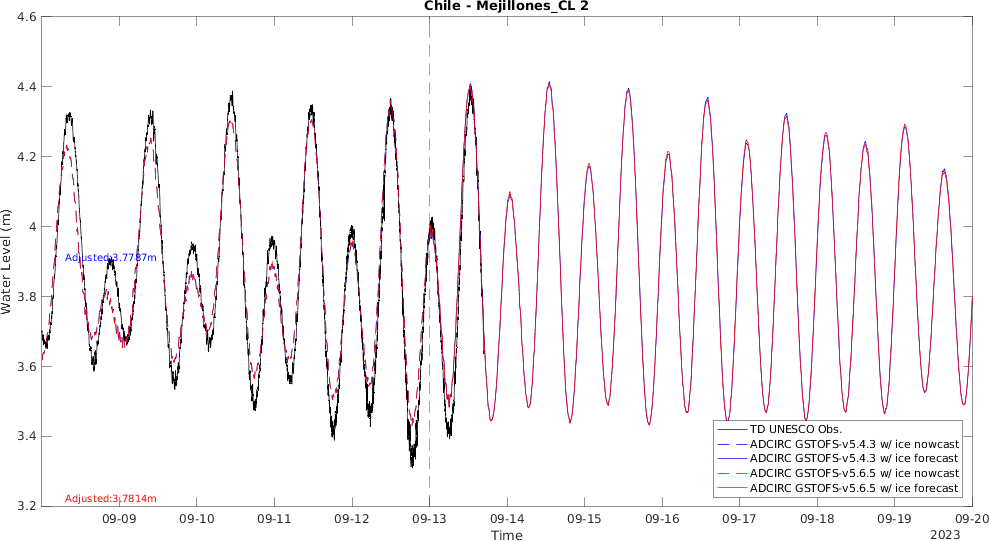 Chile - Mejillones_CL 2
Water Level (m)
4.6
4.4
4.2
4
3.8
3.6
3.4
3.2
Adjusted:3.7787m
Adjusted:3.7814m
TD UNESCO Obs.
ADCIRC GSTOFS-v5.4.3 w/ ice nowcast
ADCIRC GSTOFS-v5.4.3 w/ ice forecast
ADCIRC GSTOFS-v5.6.5 w/ ice nowcast
ADCIRC GSTOFS-v5.6.5 w/ ice forecast
09-09 09-10 09-11 09-12 09-13 09-14 09-15 09-16 09-17 09-18 09-19 09-20
Time
2023